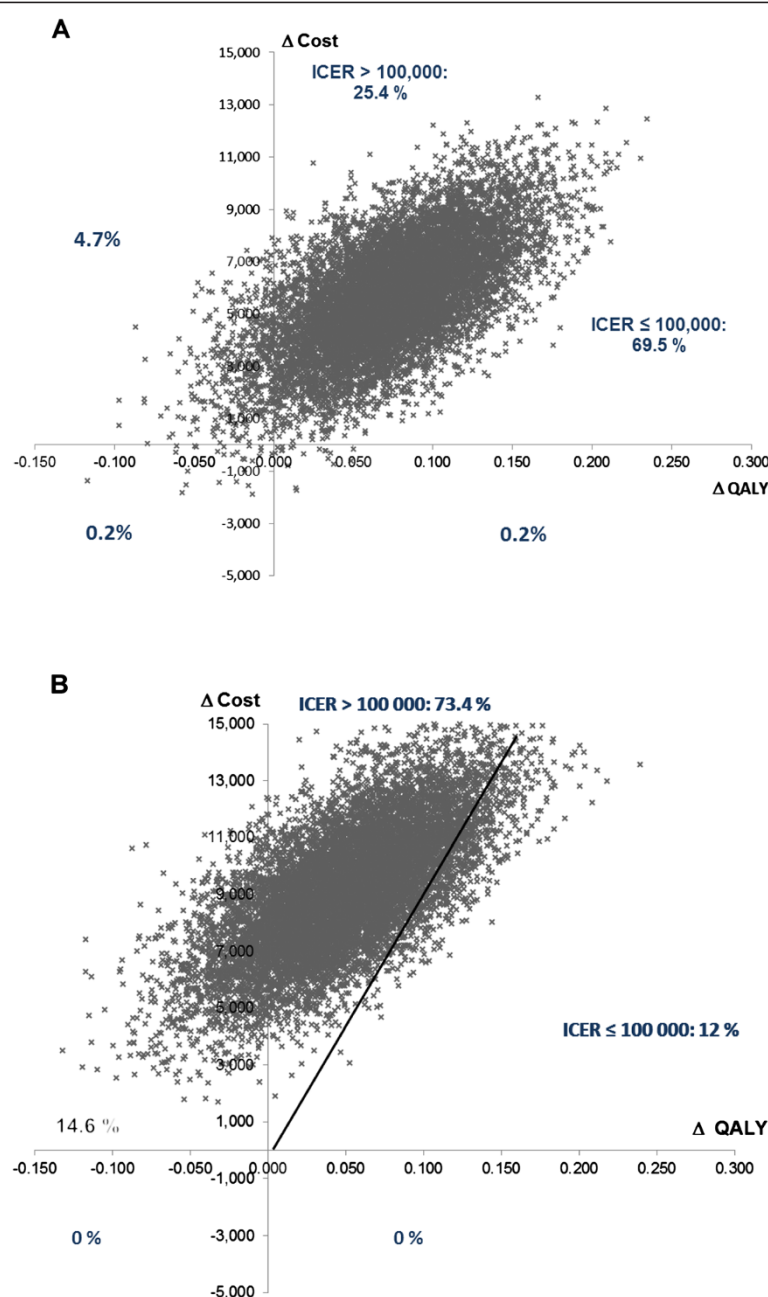 A
Δ Cost
15,000
ICER > 100,000:
25.4 %
13,000
11,000
9,000
4.7%
7,000
5,000
ICER ≤ 100,000:
69.5 %
3,000
1,000
-0.150 -0.100 -0.050 0.000 0.050 0.100 0.150 0.200 0.250 0.300
-1,000
Δ QALY
-3,000
0.2% 0.2%
-5,000
B
Δ Cost
ICER > 100 000: 73.4 %
15,000
13,000
11,000
9,000
7,000
5,000
ICER ≤ 100 000: 12 %
3,000
14.6 %
1,000
Δ QALY
-0.150 -0.100 -0.050 0.000 0.050 0.100 0.150 0.200 0.250 0.300
-1,000
-3,000
0 % 0 %
-5,000